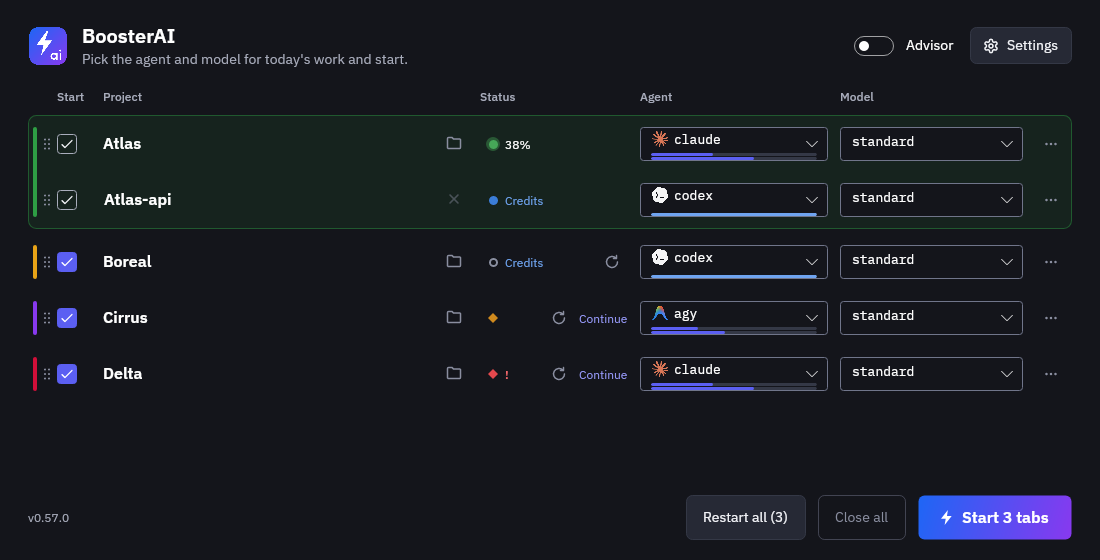 ai
BoosterAI
Pick the agent and model for today's work and start.
Advisor
Settings
Start Project Status Agent Model
Atlas 38% claude standard
Atlas-api Credits codex standard
Boreal Credits codex standard
Cirrus Continue agy standard
Delta ! Continue claude standard
v0.57.0 Restart all (3) Close all Start 3 tabs